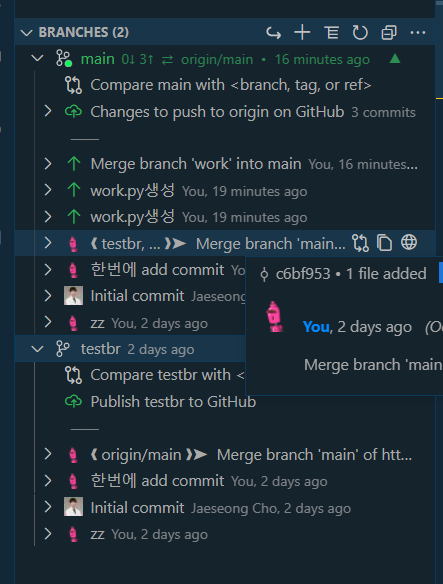 BRANCHES (2)
main 0↓ 3↑ ⇄ origin/main • 16 minutes ago
Compare main with <branch, tag, or ref>
Changes to push to origin on GitHub 3 commits
Merge branch 'work' into main You, 16 minutes...
work.py생성 You, 19 minutes ago
work.py생성 You, 19 minutes ago
❰ testbr, ... ❱➤ Merge branch 'main...
한번에 add commit Yo
Initial commit Jaeseong
zz You, 2 days ago
c6bf953 • 1 file added
You, 2 days ago
Merge branch 'main
testbr 2 days ago
Compare testbr with <
Publish testbr to GitHub
❰ origin/main ❱➤ Merge branch 'main' of htt...
한번에 add commit You, 2 days ago
Initial commit Jaeseong Cho, 2 days ago
zz You, 2 days ago